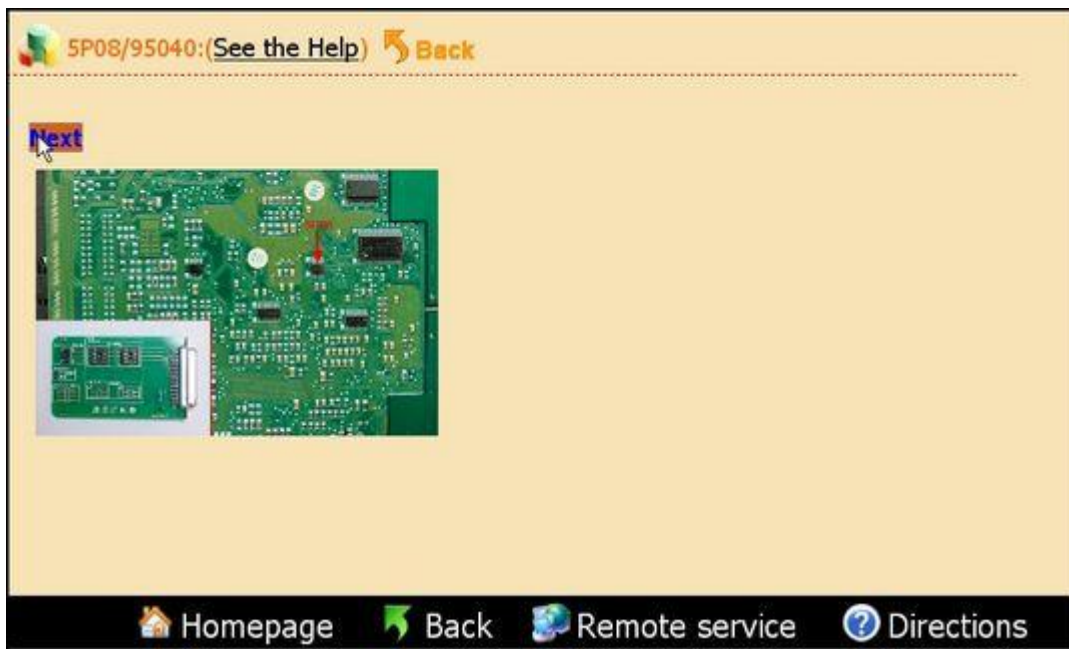 5P08/95040:(See the Help) Back
Next
Homepage Back Remote service Directions